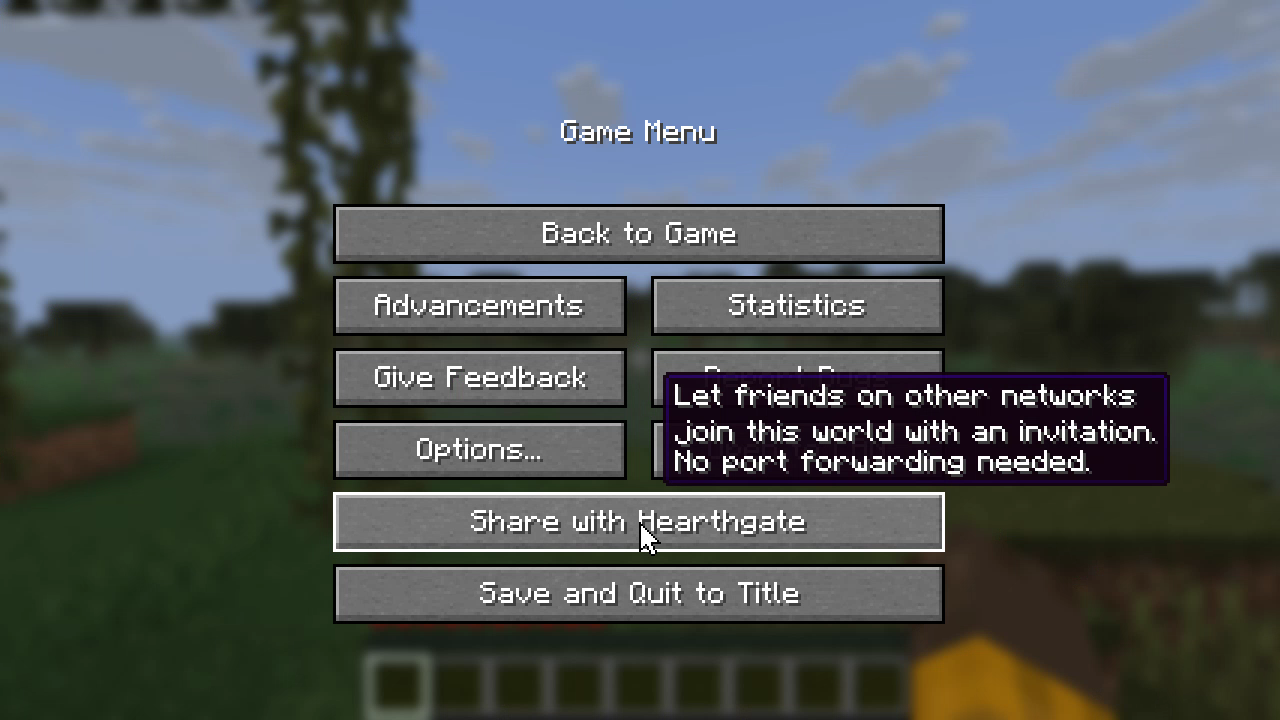 Game Menu
Back to Game
Advancements
Statistics
Give Feedback
Let friends on other networks
join this world with an invitation.
No port forwarding needed.
Options...
Share with Hearthgate
Save and Quit to Title